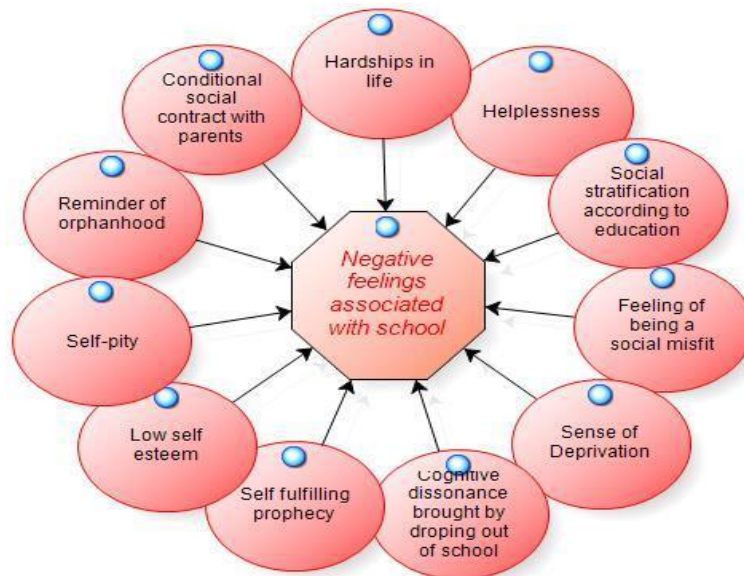 Hardships in
life
Helplessness
Social
stratification
according to
education
Feeling of
being a
social misfit
Sense of
Deprivation
Cognitive
dissonance
brought by
droping out
of school
Self fulfilling
prophecy
Low self
esteem
Self-pity
Reminder of
orphanhood
Conditional
social
contract with
parents
Negative
feelings
associated
with school